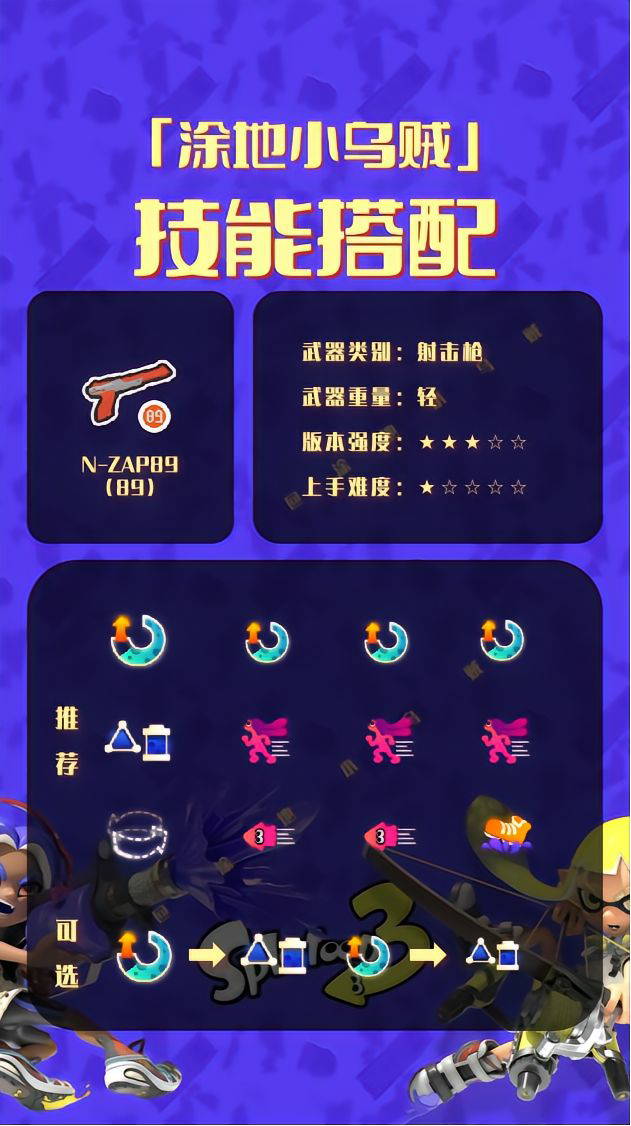 「涂地小乌贼」
技能搭配
89
N-ZAP89
(89)
武器类别：射击枪
武器重量：轻
版本强度：★★★☆☆
上手难度：★☆☆☆☆
推荐
3
3
可选
Splatoon
3